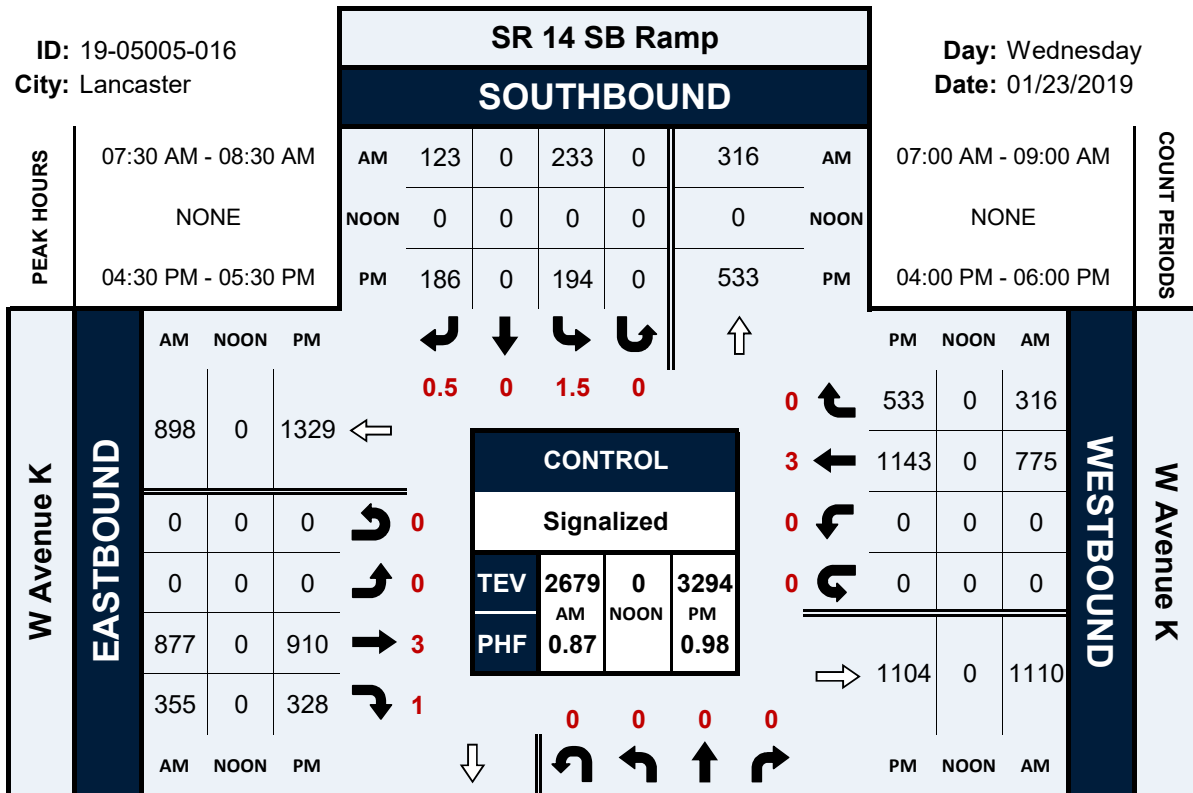 ID: 19-05005-016
City: Lancaster
SR 14 SB Ramp
SOUTHBOUND
Day: Wednesday
Date: 01/23/2019
PEAK HOURS
07:30 AM - 08:30 AM
NONE
04:30 PM - 05:30 PM
AM 123 0 233 0 316 AM
NOON 0 0 0 0 0 NOON
PM 186 0 194 0 533 PM
07:00 AM - 09:00 AM
NONE
04:00 PM - 06:00 PM
COUNT PERIODS
0.5 0 1.5 0
W Avenue K
EASTBOUND
AM NOON PM
898 0 1329
0 0 0 0
0 0 0 0
877 0 910 3
355 0 328 1
AM NOON PM
CONTROL
Signalized
TEV 2679 0 3294
AM NOON PM
PHF 0.87 0.98
PM NOON AM
0 533 0 316
3 1143 0 775
0 0 0 0
0 0 0 0
1104 0 1110
PM NOON AM
WESTBOUND
W Avenue K
0 0 0 0